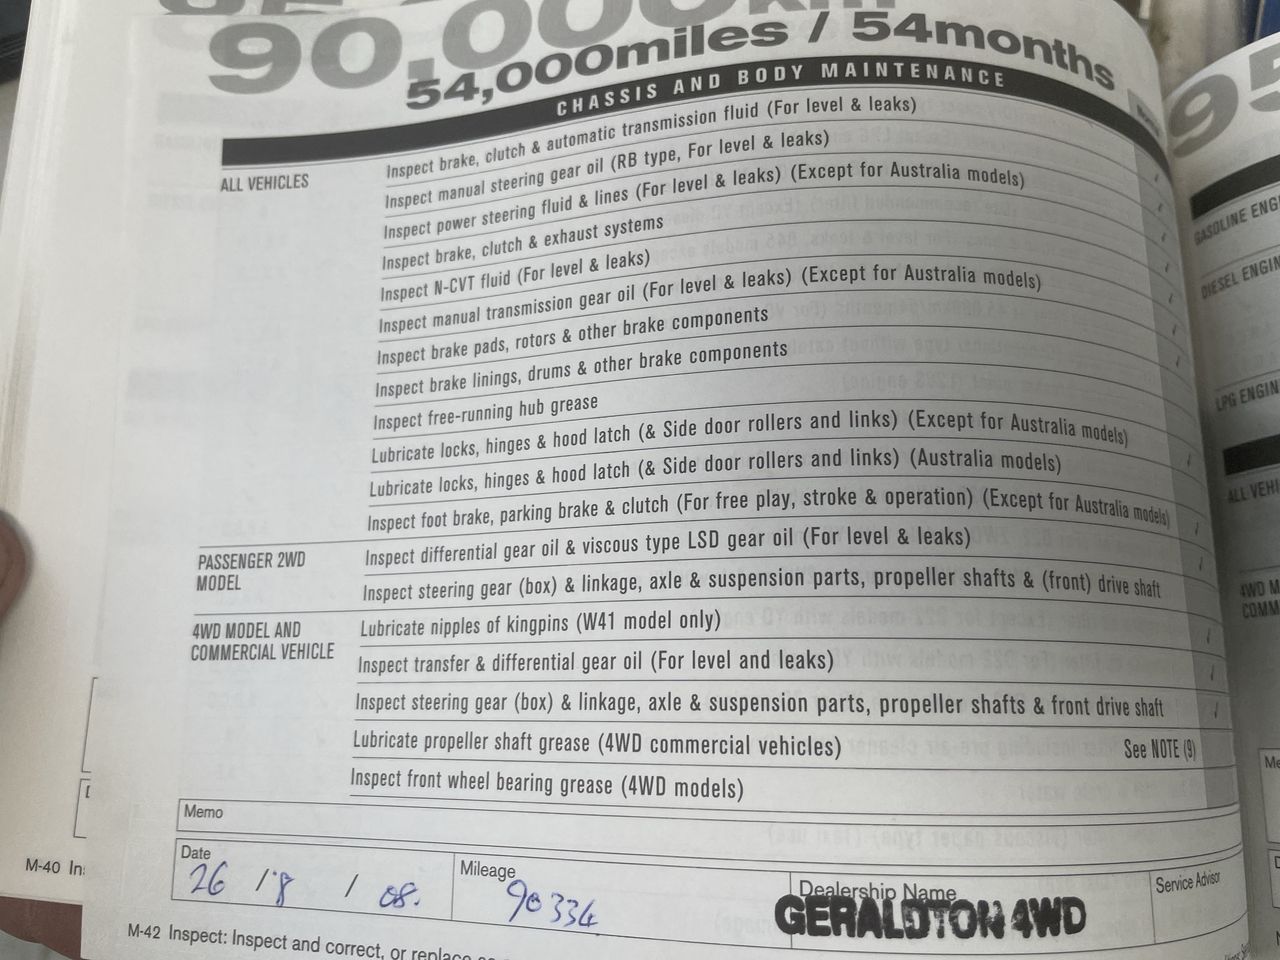 90,000km
54,000miles / 54months
CHASSIS AND BODY MAINTENANCE
ALL VEHICLES
Inspect brake, clutch & automatic transmission fluid (For level & leaks)
Inspect manual steering gear oil (RB type, For level & leaks)
Inspect power steering fluid & lines (For level & leaks) (Except for Australia models)
Inspect brake, clutch & exhaust systems
Inspect N-CVT fluid (For level & leaks)
Inspect manual transmission gear oil (For level & leaks) (Except for Australia models)
Inspect brake pads, rotors & other brake components
Inspect brake linings, drums & other brake components
Inspect free-running hub grease
Lubricate locks, hinges & hood latch (& Side door rollers and links) (Except for Australia models)
Lubricate locks, hinges & hood latch (& Side door rollers and links) (Australia models)
Inspect foot brake, parking brake & clutch (For free play, stroke & operation) (Except for Australia models)
PASSENGER 2WD
MODEL
Inspect differential gear oil & viscous type LSD gear oil (For level & leaks)
Inspect steering gear (box) & linkage, axle & suspension parts, propeller shafts & (front) drive shaft
4WD MODEL AND
COMMERCIAL VEHICLE
Lubricate nipples of kingpins (W41 model only)
Inspect transfer & differential gear oil (For level and leaks)
Inspect steering gear (box) & linkage, axle & suspension parts, propeller shafts & front drive shaft
Lubricate propeller shaft grease (4WD commercial vehicles) See NOTE (9)
Inspect front wheel bearing grease (4WD models)
Memo
Date
26 / 8 / 08.
Mileage
90334
Dealership Name
GERALDTON 4WD
Service Advisor
M-42 Inspect: Inspect and correct, or replace
M-40
95
GASOLINE ENG
DIESEL ENGIN
LPG ENGIN
ALL VEHI
4WD M
COMM
Me